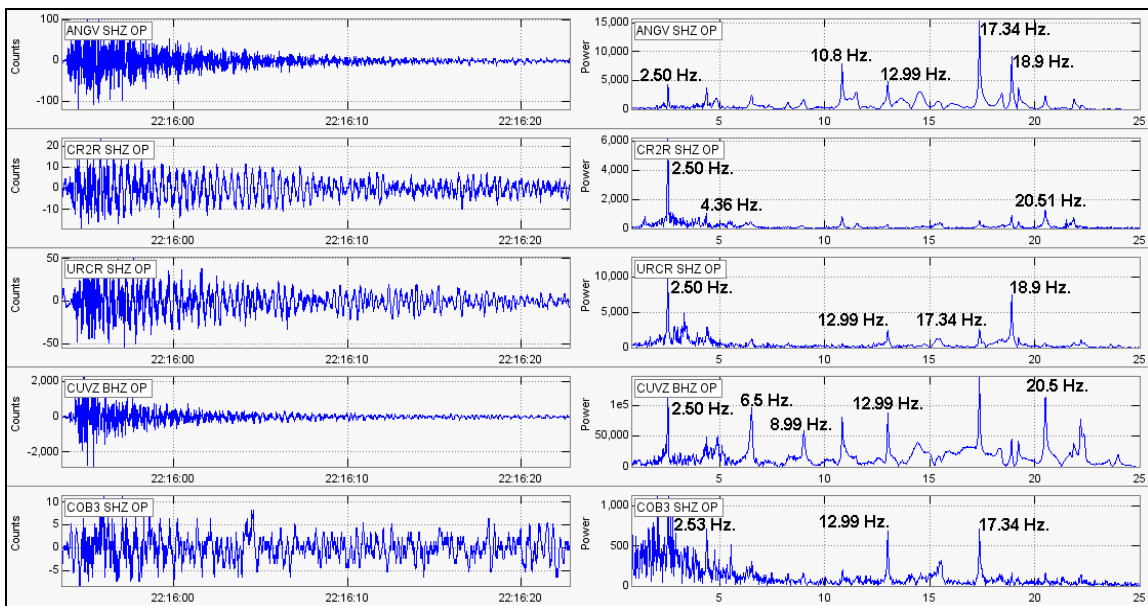 ANGV SHZ OP
Counts
100
0
-100
22:16:00 22:16:10 22:16:20
ANGV SHZ OP
Power
15,000
10,000
5,000
2.50 Hz.
10.8 Hz.
12.99 Hz.
17.34 Hz.
18.9 Hz.
5 10 15 20 25
CR2R SHZ OP
Counts
20
10
0
-10
22:16:00 22:16:10 22:16:20
CR2R SHZ OP
Power
6,000
4,000
2,000
2.50 Hz.
4.36 Hz.
20.51 Hz.
5 10 15 20 25
URCR SHZ OP
Counts
50
0
-50
22:16:00 22:16:10 22:16:20
URCR SHZ OP
Power
10,000
5,000
2.50 Hz.
12.99 Hz.
17.34 Hz.
18.9 Hz.
5 10 15 20 25
CUVZ BHZ OP
Counts
2,000
0
-2,000
22:16:00 22:16:10 22:16:20
CUVZ BHZ OP
Power
1e5
50,000
0
2.50 Hz.
6.5 Hz.
8.99 Hz.
12.99 Hz.
20.5 Hz.
5 10 15 20 25
COB3 SHZ OP
Counts
10
5
0
-5
22:16:00 22:16:10 22:16:20
COB3 SHZ OP
Power
1,000
500
0
2.53 Hz.
12.99 Hz.
17.34 Hz.
5 10 15 20 25